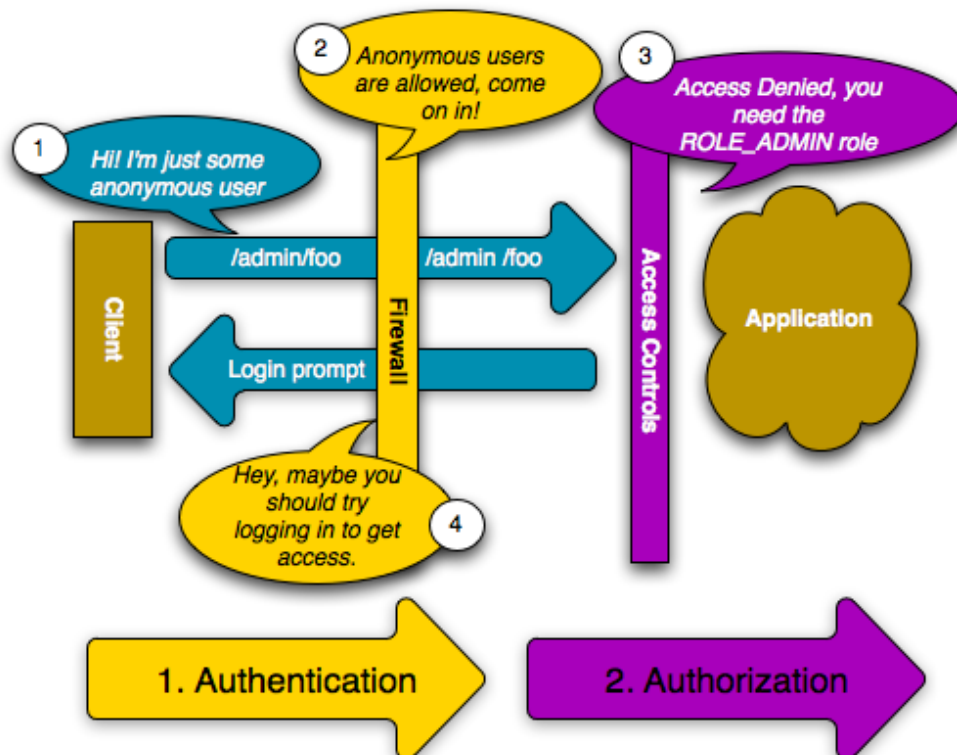 1
Hi! I'm just some
anonymous user
2
Anonymous users
are allowed, come
on in!
3
Access Denied, you
need the
ROLE_ADMIN role
Client
/admin/foo
/admin /foo
Firewall
Login prompt
Access Controls
Application
Hey, maybe you
should try
logging in to get
access.
4
1. Authentication
2. Authorization